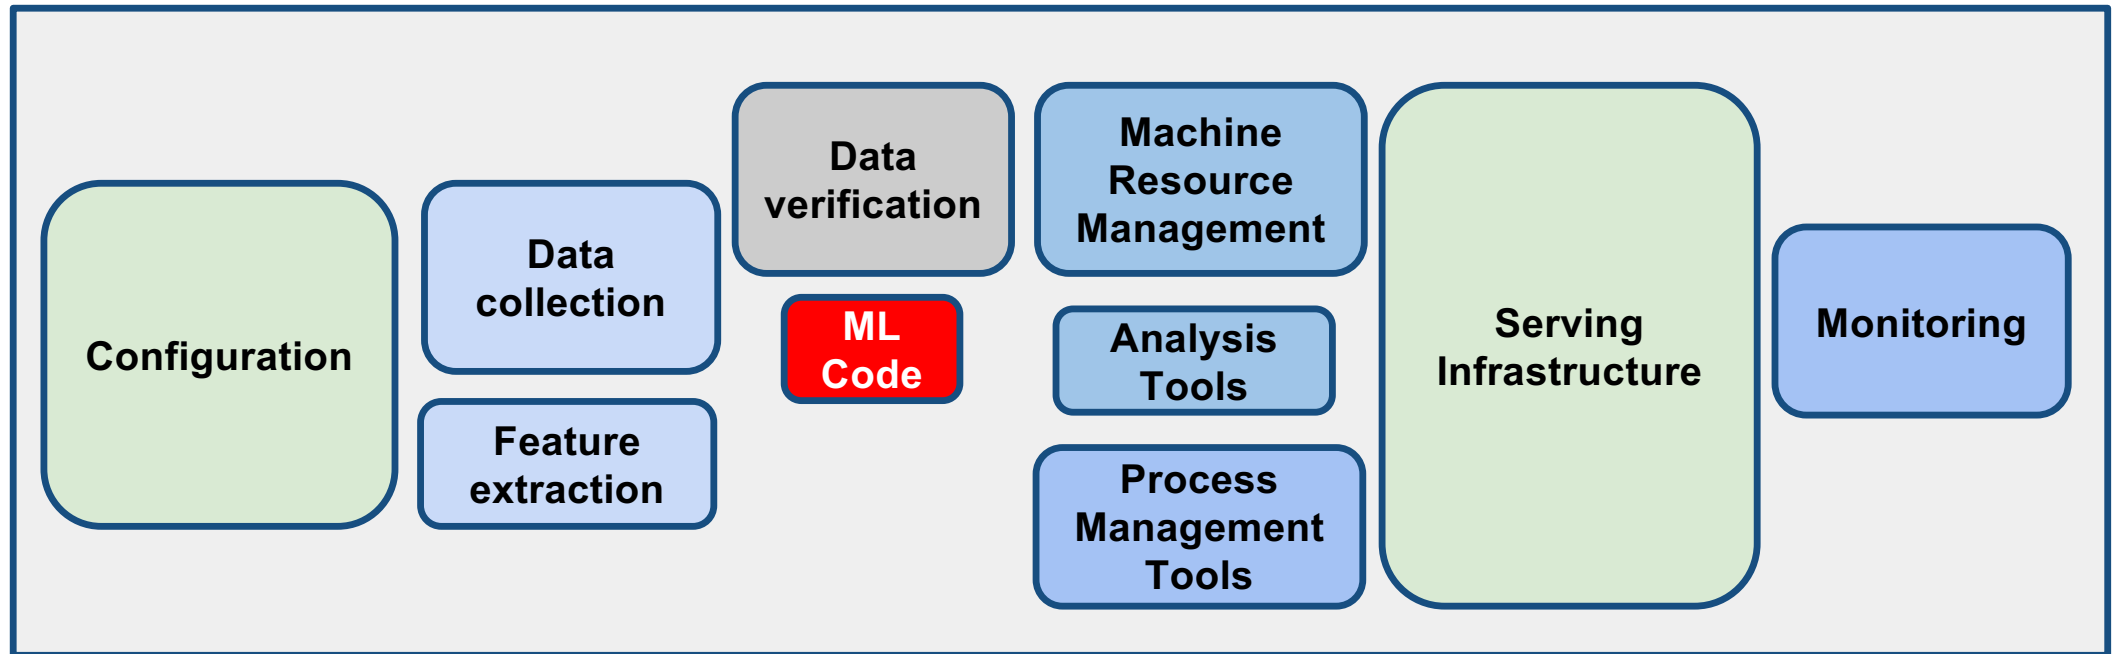 Configuration
Data
collection
Feature
extraction
Data
verification
ML
Code
Machine
Resource
Management
Analysis
Tools
Process
Management
Tools
Serving
Infrastructure
Monitoring